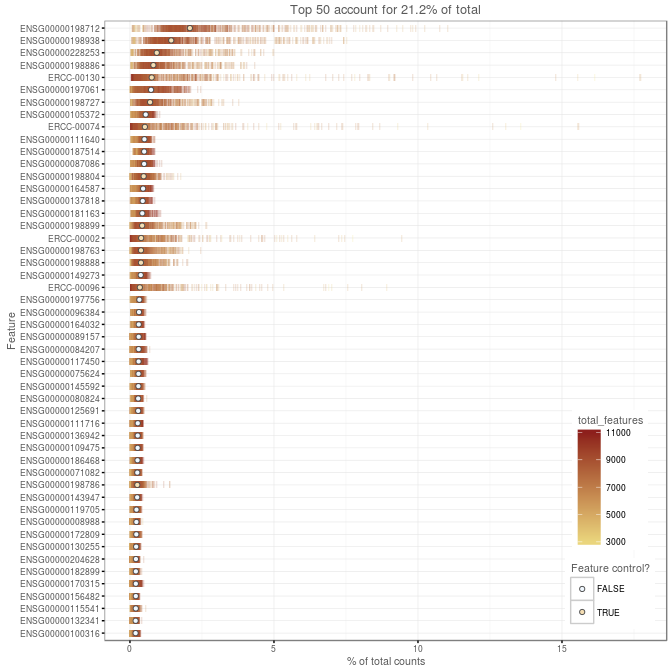 Top 50 account for 21.2% of total
Feature
ENSG00000198712
ENSG00000198938
ENSG00000228253
ENSG00000198886
ERCC-00130
ENSG00000197061
ENSG00000198727
ENSG00000105372
ERCC-00074
ENSG00000111640
ENSG00000187514
ENSG00000087086
ENSG00000198804
ENSG00000164587
ENSG00000137818
ENSG00000181163
ENSG00000198899
ERCC-00002
ENSG00000198763
ENSG00000198888
ENSG00000149273
ERCC-00096
ENSG00000197756
ENSG00000096384
ENSG00000164032
ENSG00000089157
ENSG00000084207
ENSG00000117450
ENSG00000075624
ENSG00000145592
ENSG00000080824
ENSG00000125691
ENSG00000111716
ENSG00000136942
ENSG00000109475
ENSG00000186468
ENSG00000071082
ENSG00000198786
ENSG00000143947
ENSG00000119705
ENSG00000008988
ENSG00000172809
ENSG00000130255
ENSG00000204628
ENSG00000182899
ENSG00000170315
ENSG00000156482
ENSG00000115541
ENSG00000132341
ENSG00000100316
0
5
10
15
% of total counts
total_features
11000
9000
7000
5000
3000
Feature control?
FALSE
TRUE